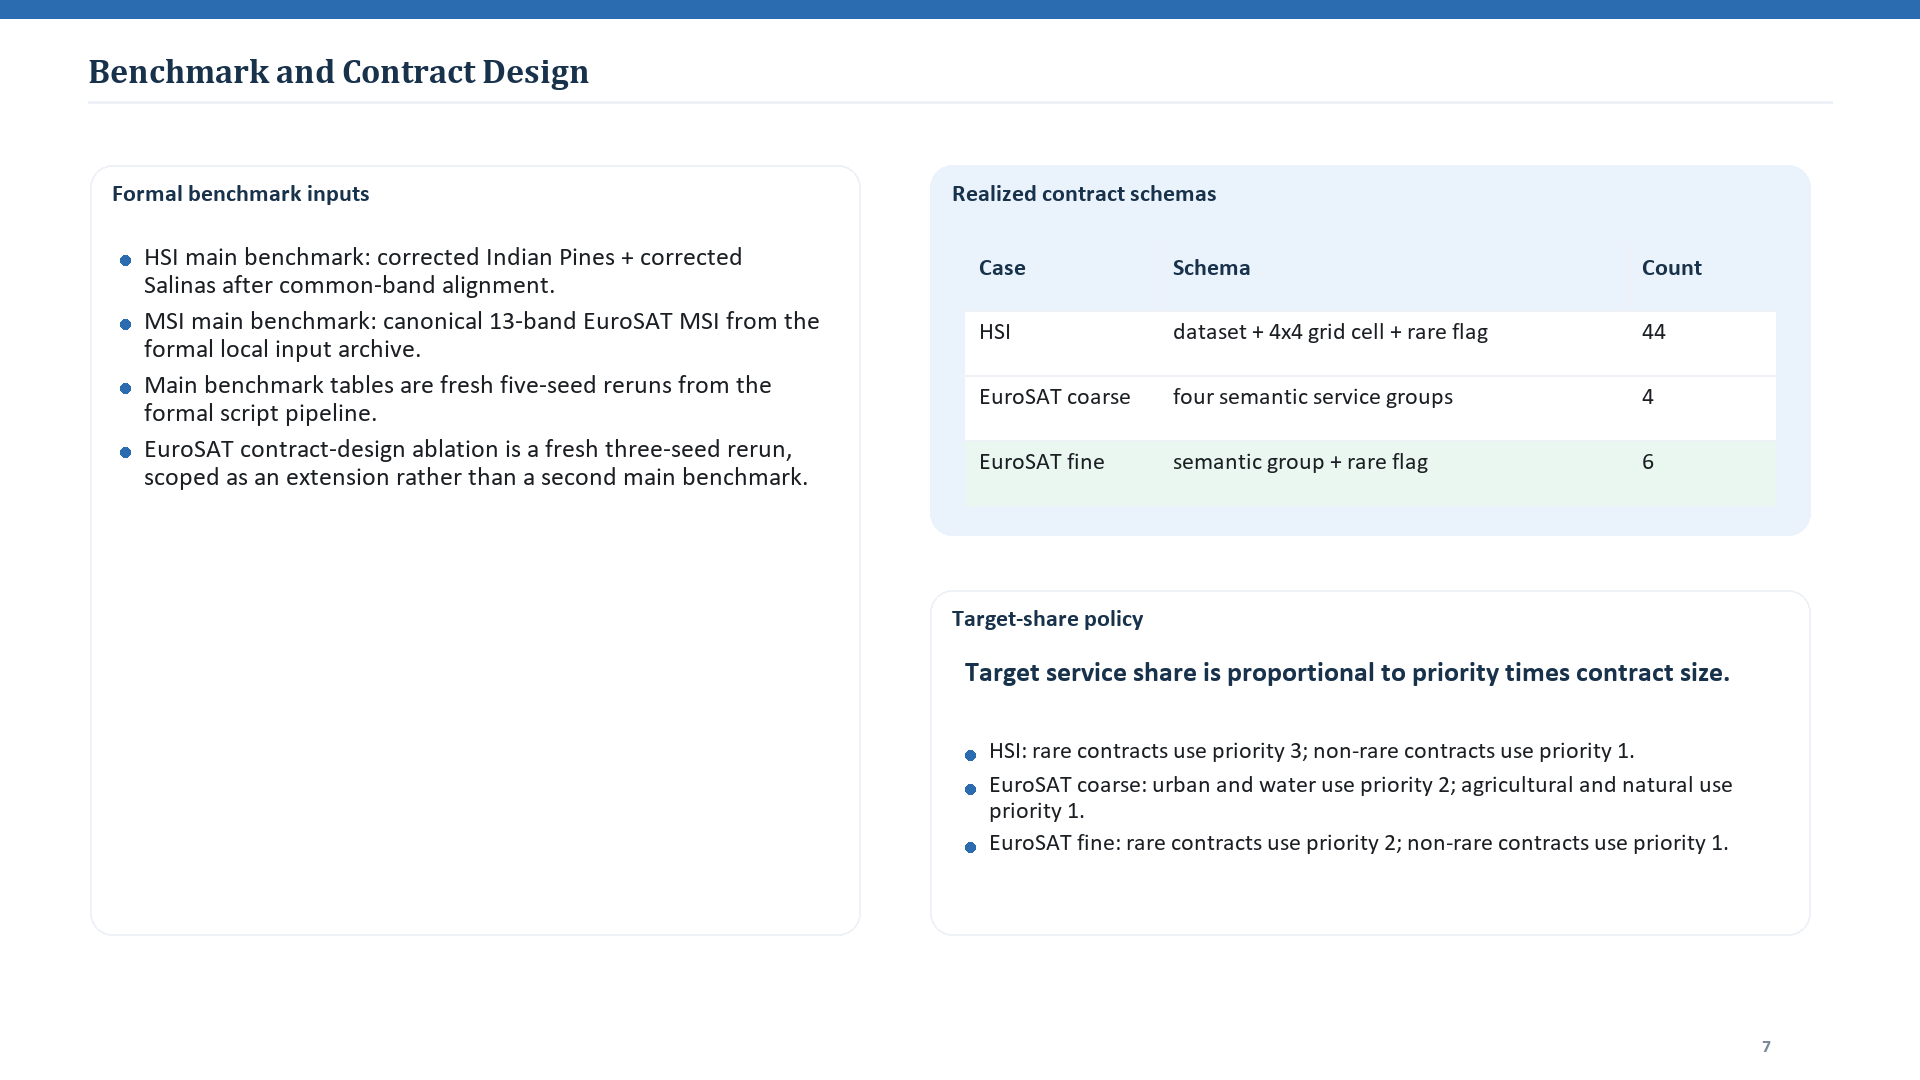 Benchmark and Contract Design
Formal benchmark inputs
HSI main benchmark: corrected Indian Pines + corrected
Salinas after common-band alignment.
MSI main benchmark: canonical 13-band EuroSAT MSI from the
formal local input archive.
Main benchmark tables are fresh five-seed reruns from the
formal script pipeline.
EuroSAT contract-design ablation is a fresh three-seed rerun,
scoped as an extension rather than a second main benchmark.
Realized contract schemas
Case Schema Count
HSI dataset + 4x4 grid cell + rare flag 44
EuroSAT coarse four semantic service groups 4
EuroSAT fine semantic group + rare flag 6
Target-share policy
Target service share is proportional to priority times contract size.
HSI: rare contracts use priority 3; non-rare contracts use priority 1.
EuroSAT coarse: urban and water use priority 2; agricultural and natural use
priority 1.
EuroSAT fine: rare contracts use priority 2; non-rare contracts use priority 1.
7